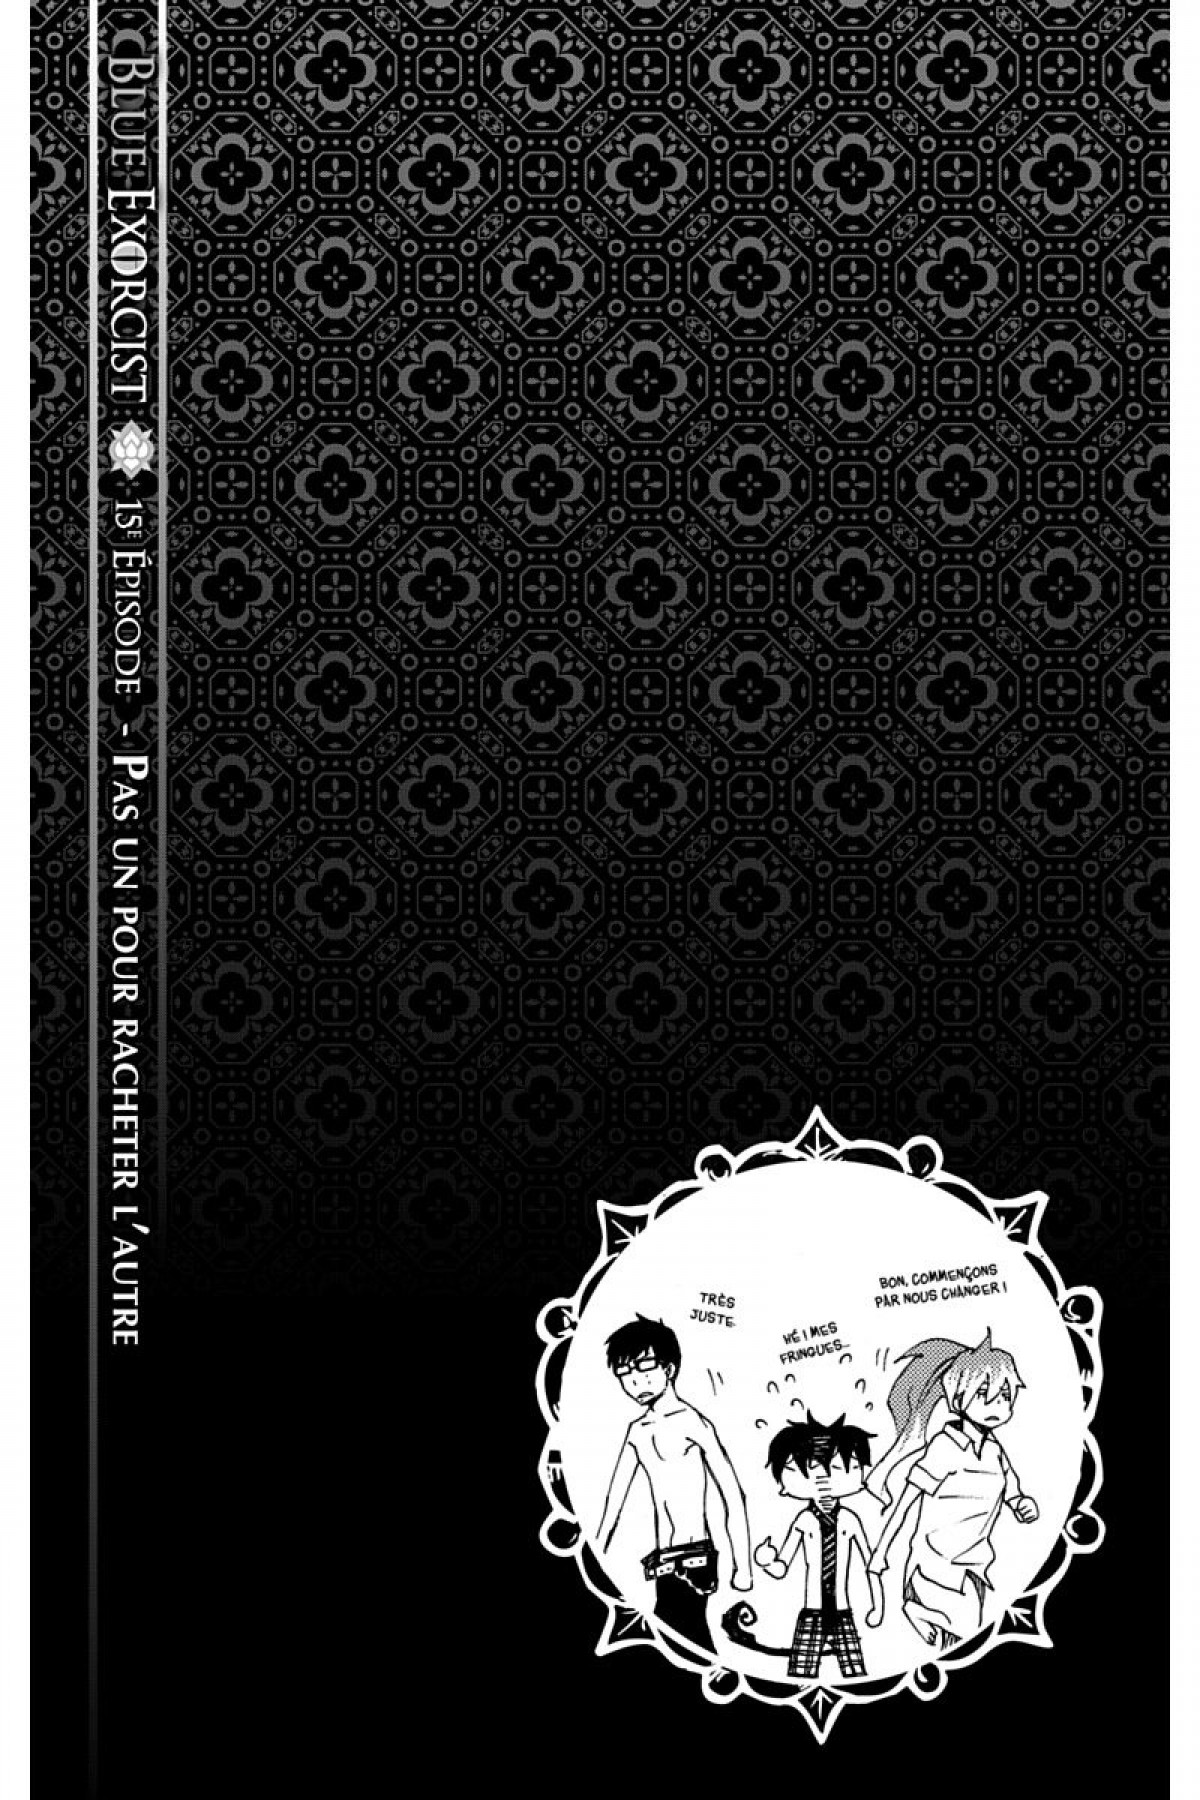 Blue Exorcist 15e Épisode - Pas un pour racheter l'autre
BON, COMMENÇONS
PAR NOUS CHANGER !
TRÈS
JUSTE.
HÉ ! MES
FRINGUES...